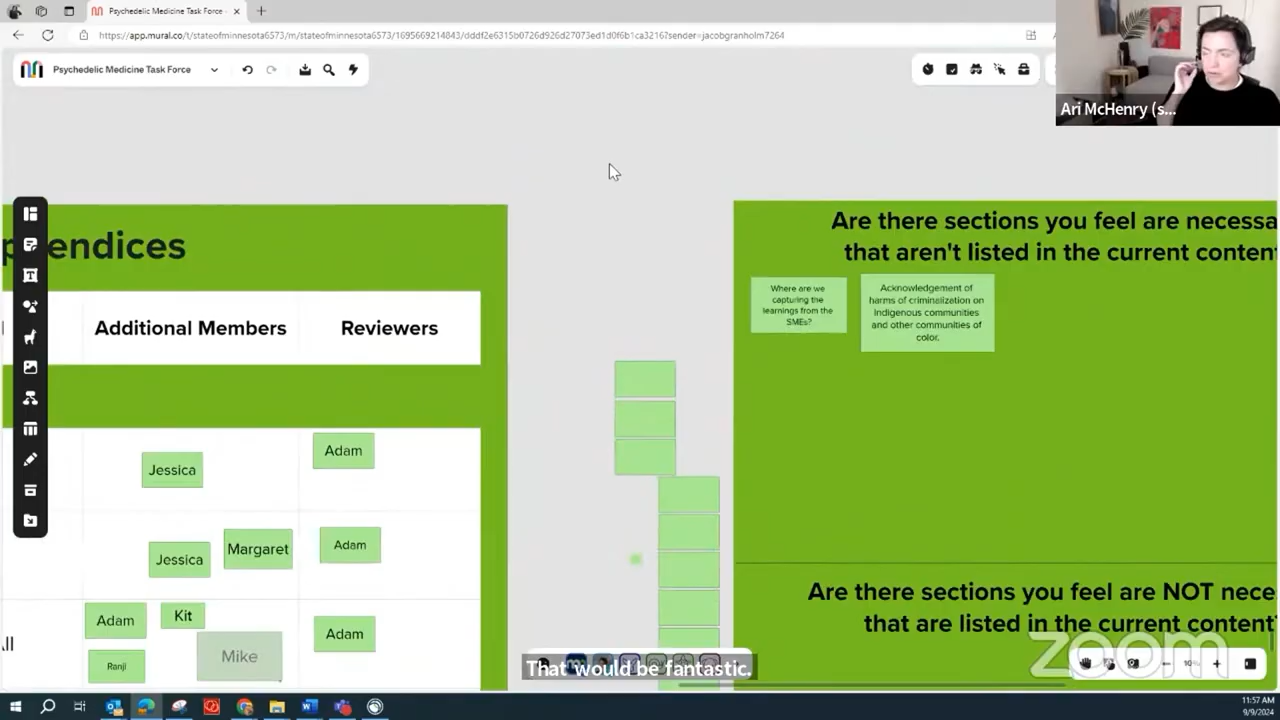 Psychedelic Medicine Task Force -
https://app.mural.co/t/stateofminnesota6573/m/stateofminnesota6573/1695669214843/dddf2e6315b0726d926d27073ed1d0f6b1ca3216?sender=jacobgranholm7264
Psychedelic Medicine Task Force
Ari McHenry (s...
pendices
Additional Members
Reviewers
Jessica
Adam
Jessica
Margaret
Adam
Adam
Kit
Ranji
Mike
Adam
All
Are there sections you feel are necessa
that aren't listed in the current content
Where are we
capturing the
learnings from the
SMEs?
Acknowledgement of
harms of criminalization on
Indigenous communities
and other communities of
color.
Are there sections you feel are NOT nece
that are listed in the current content
That would be fantastic.
zoom
11:57 AM
9/9/2024